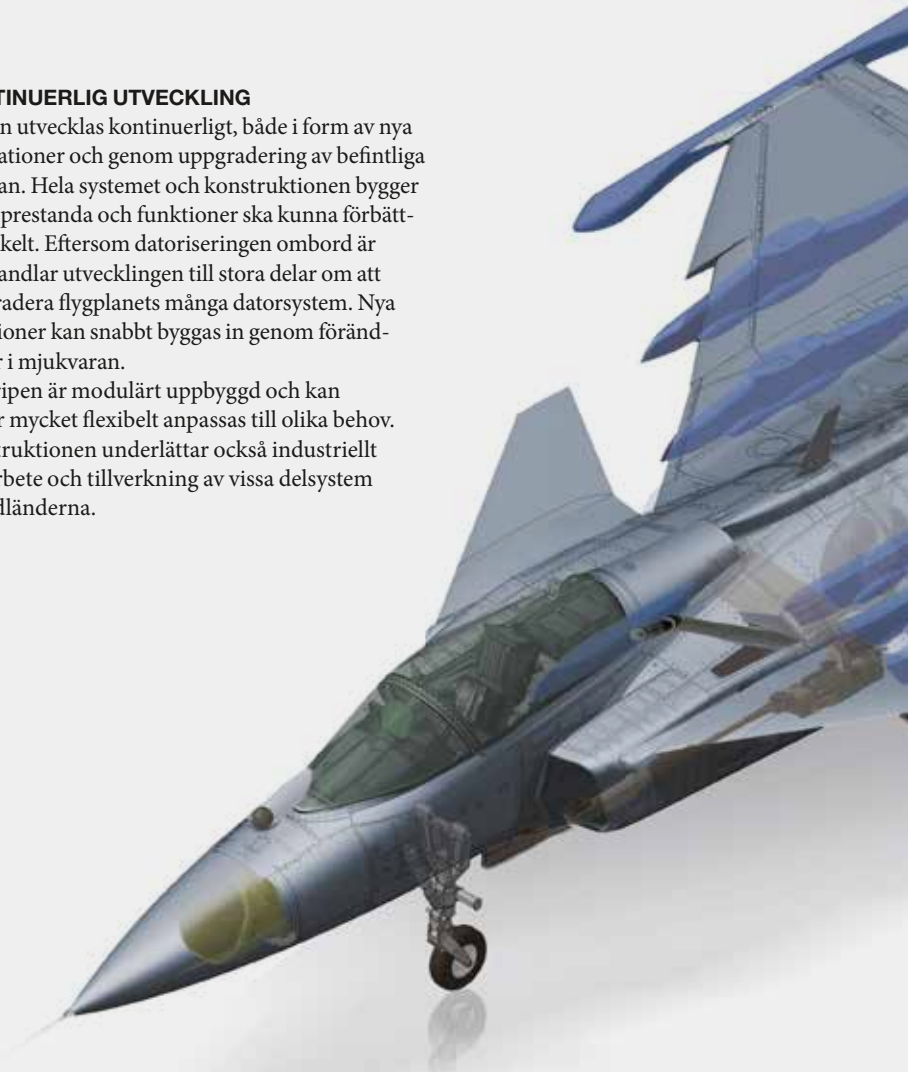 TINUERLIG UTVECKLING
n utvecklas kontinuerligt, både i form av nya
ationer och genom uppgradering av befintliga
an. Hela systemet och konstruktionen bygger
prestanda och funktioner ska kunna förbätt-
kelt. Eftersom datoriseringen ombord är
andlar utvecklingen till stora delar om att
radera flygplanets många datorsystem. Nya
ioner kan snabbt byggas in genom föränd-
r i mjukvaran.
ripen är modulärt uppbyggd och kan
r mycket flexibelt anpassas till olika behov.
truktionen underlättar också industriellt
rbete och tillverkning av vissa delsystem
dländerna.